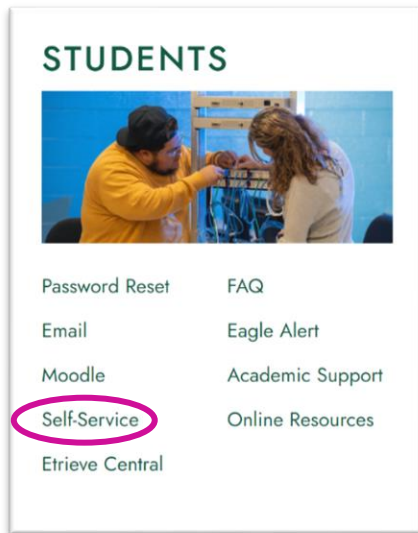 STUDENTS
Password Reset
FAQ
Email
Eagle Alert
Moodle
Academic Support
Self-Service
Online Resources
Etrieve Central